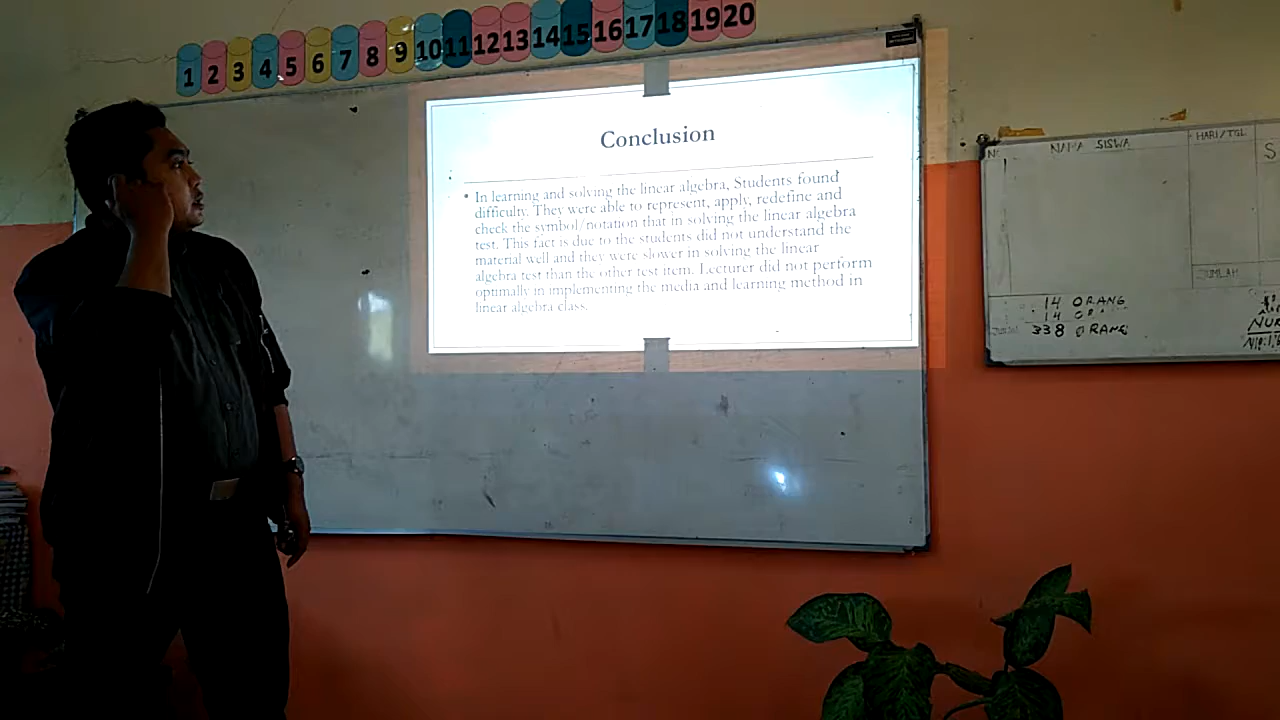 1 2 3 4 5 6 7 8 9 10 11 12 13 14 15 16 17 18 19 20
Conclusion
• In learning and solving the linear algebra, Students found
difficulty. They were able to represent, apply, redefine and
check the symbol/notation that in solving the linear algebra
test. This fact is due to the students did not understand the
material well and they were slower in solving the linear
algebra test than the other test item. Lecturer did not perform
optimally in implementing the media and learning method in
linear algebra class.
NAMA SISWA
HARI/TGL
S
JUMLAH
14 ORANG
14
338 ORANG
NUR